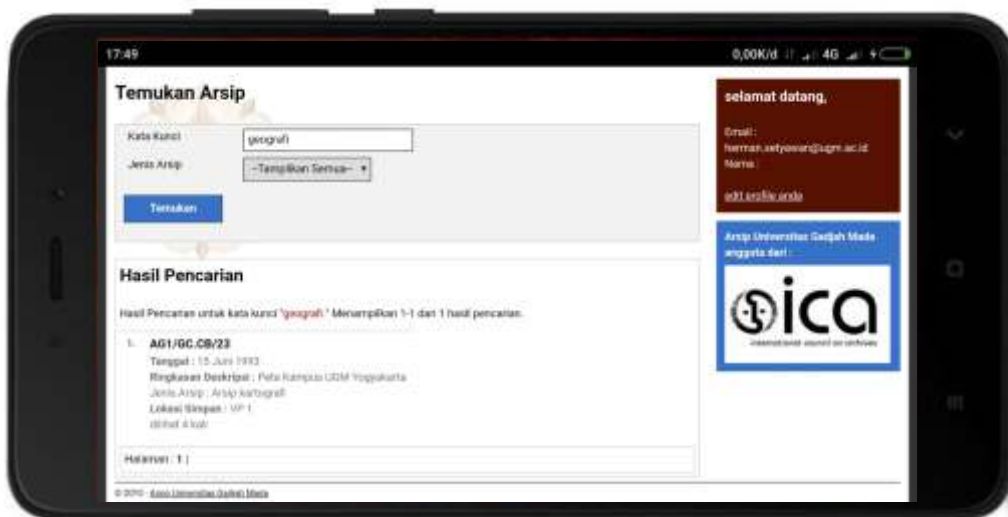 17:49
0,00K/d 4G
Temukan Arsip
Kata Kunci
geografi
Jenis Arsip
--Tampilkan Semua--
Temukan
Hasil Pencarian
Hasil Pencarian untuk kata kunci "geografi." Menampilkan 1-1 dari 1 hasil pencarian.
1. AG1/GC.CB/23
Tanggal : 15 Juni 1993
Ringkasan Deskripsi : Peta Kampus UGM Yogyakarta
Jenis Arsip : Arsip kartografi
Lokasi Simpan : VP 1
dilihat 4 kali
Halaman : 1 |
© 2010 - Arsip Universitas Gadjah Mada
selamat datang,
Email :
herman.setyawan@ugm.ac.id
Nama :
edit profile anda
Arsip Universitas Gadjah Mada
anggota dari :
ica
international council on archives